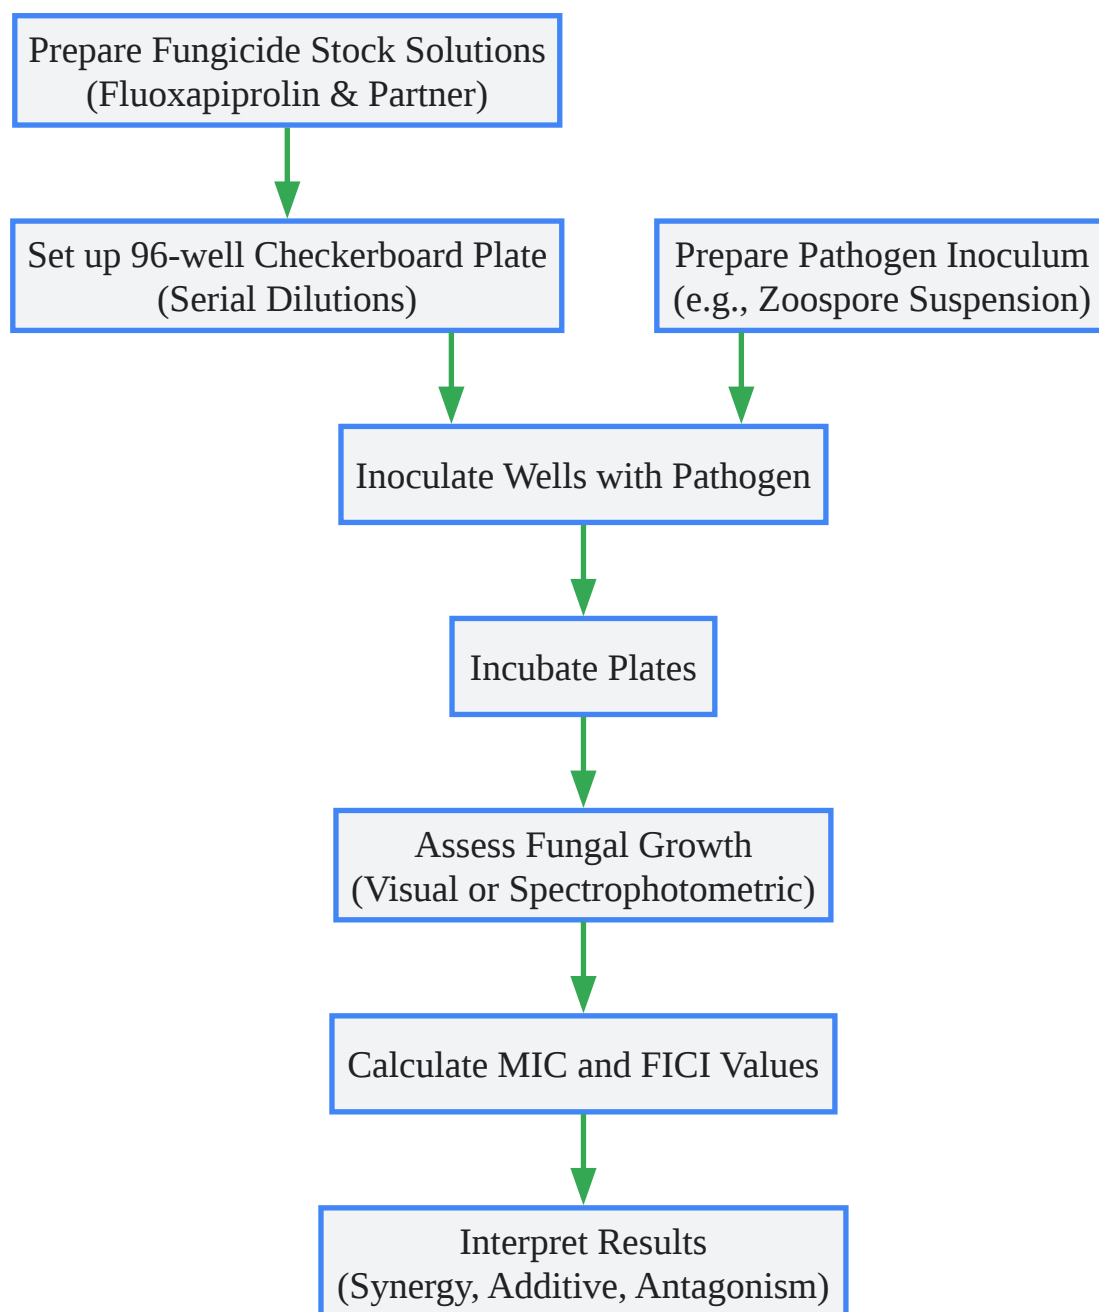 Prepare Fungicide Stock Solutions
(Fluoxapiprolin & Partner)
Set up 96-well Checkerboard Plate
(Serial Dilutions)
Prepare Pathogen Inoculum
(e.g., Zoospore Suspension)
Inoculate Wells with Pathogen
Incubate Plates
Assess Fungal Growth
(Visual or Spectrophotometric)
Calculate MIC and FICI Values
Interpret Results
(Synergy, Additive, Antagonism)